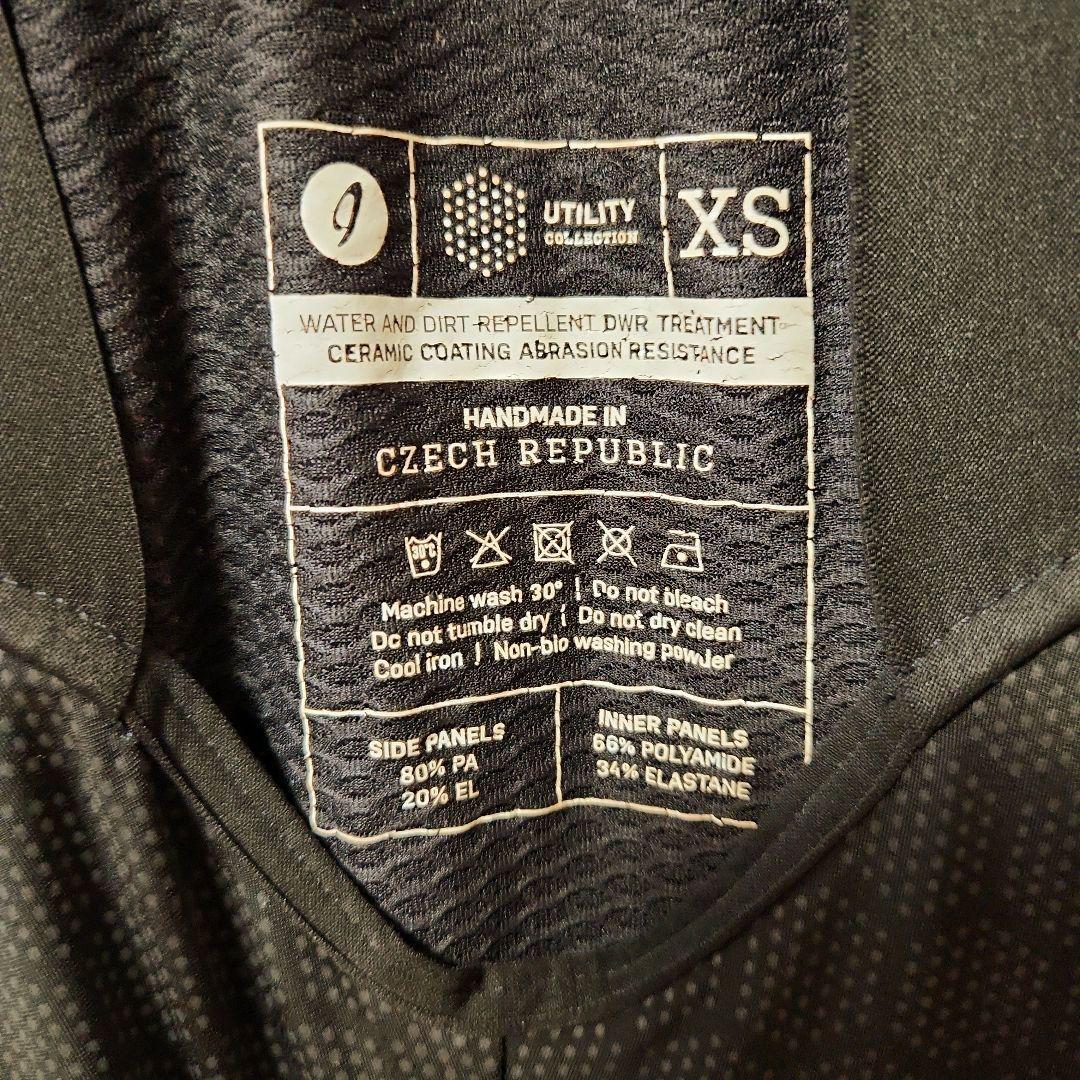 UTILITY
COLLECTION
XS
WATER AND DIRT REPELLENT DWR TREATMENT
CERAMIC COATING ABRASION RESISTANCE
HANDMADE IN
CZECH REPUBLIC
30°C
Machine wash 30° | Do not bleach
Do not tumble dry | Do not dry clean
Cool iron | Non-bio washing powder
SIDE PANELS
80% PA
20% EL
INNER PANELS
66% POLYAMIDE
34% ELASTANE